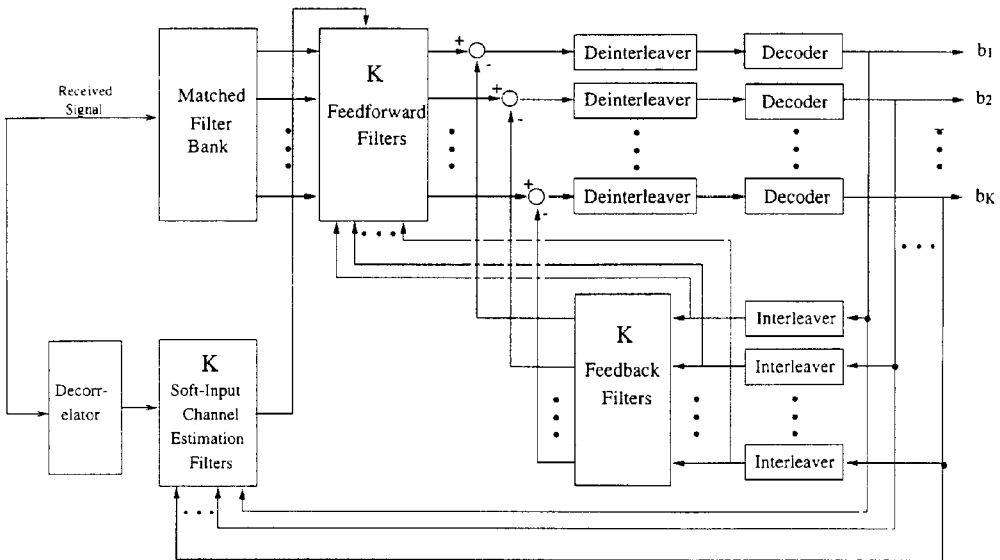 Received
Signal
Matched
Filter
Bank
K
Feedforward
Filters
+
-
Deinterleaver
Decoder
b1
+
-
Deinterleaver
Decoder
b2
+
-
Deinterleaver
Decoder
bK
Interleaver
Interleaver
Interleaver
K
Feedback
Filters
Decorr-
elator
K
Soft-Input
Channel
Estimation
Filters